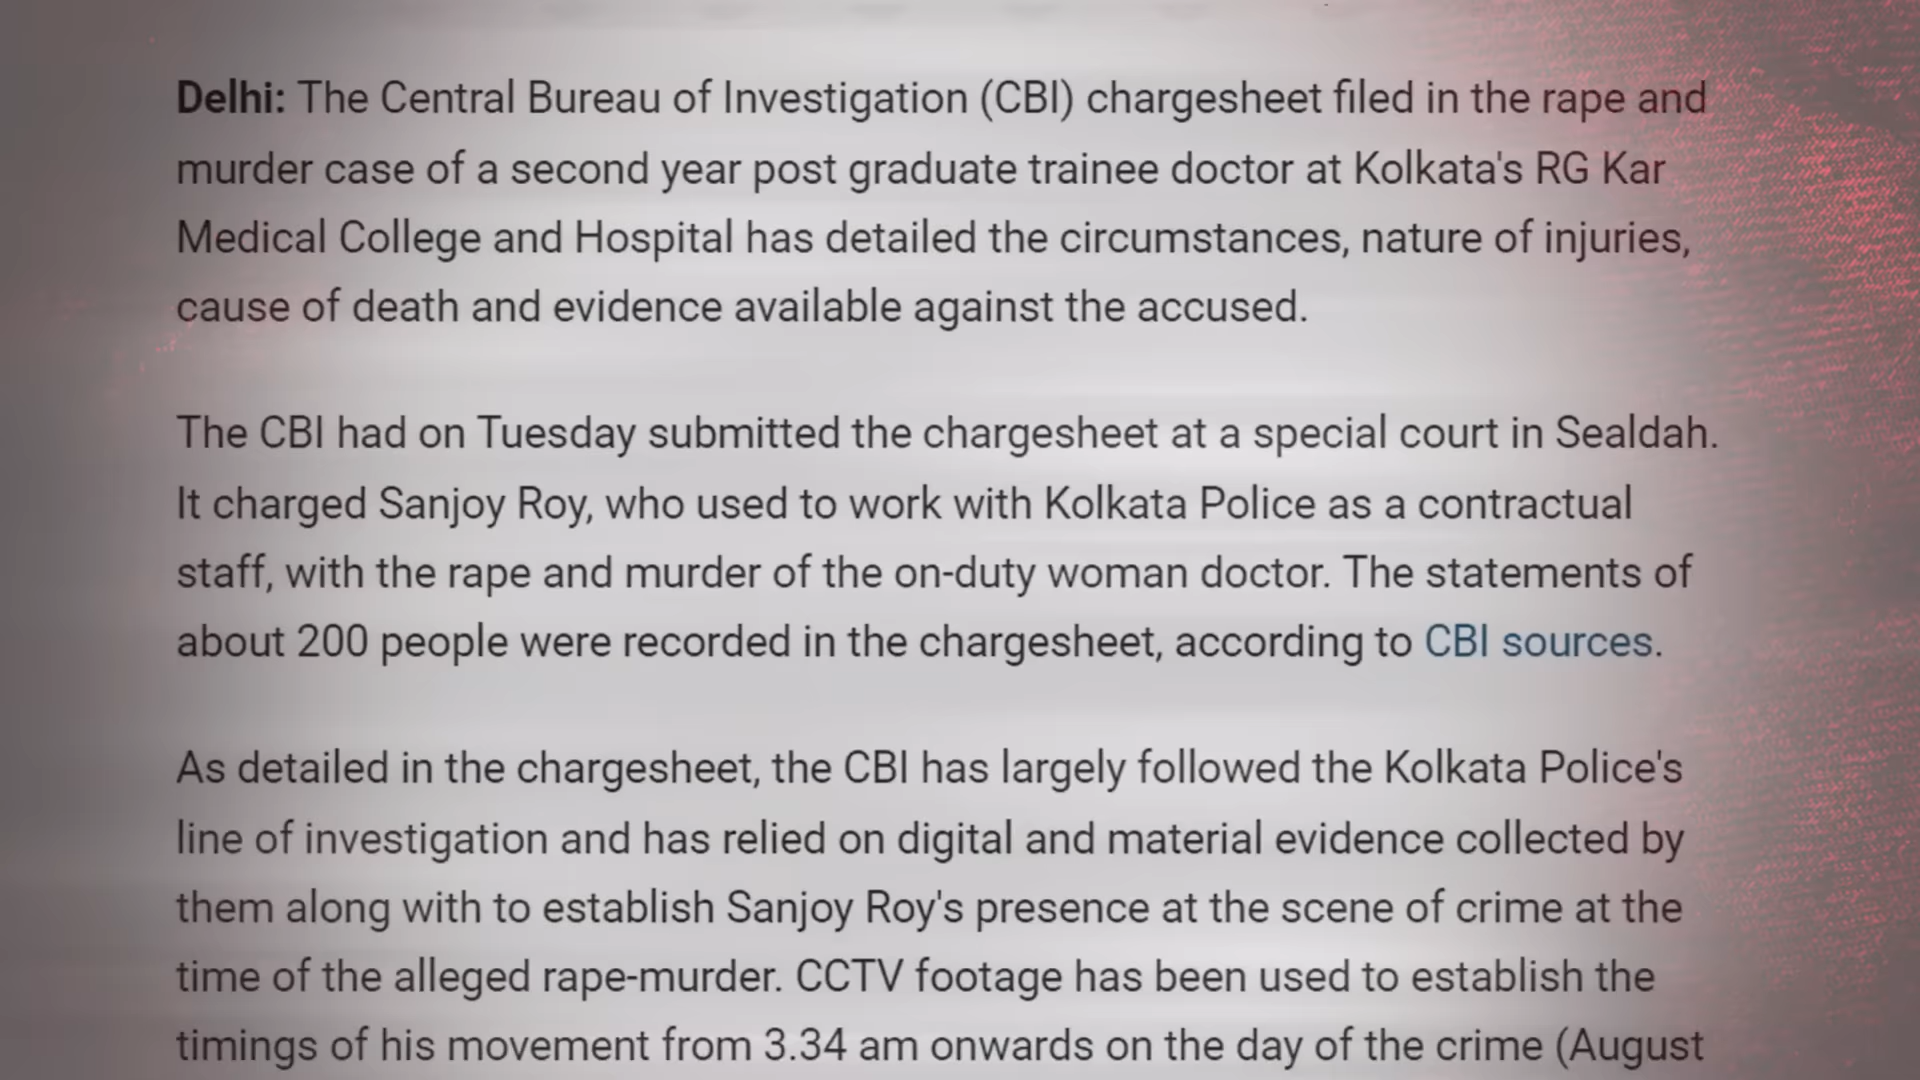 Delhi: The Central Bureau of Investigation (CBI) chargesheet filed in the rape and
murder case of a second year post graduate trainee doctor at Kolkata's RG Kar
Medical College and Hospital has detailed the circumstances, nature of injuries,
cause of death and evidence available against the accused.
The CBI had on Tuesday submitted the chargesheet at a special court in Sealdah.
It charged Sanjoy Roy, who used to work with Kolkata Police as a contractual
staff, with the rape and murder of the on-duty woman doctor. The statements of
about 200 people were recorded in the chargesheet, according to CBI sources.
As detailed in the chargesheet, the CBI has largely followed the Kolkata Police's
line of investigation and has relied on digital and material evidence collected by
them along with to establish Sanjoy Roy's presence at the scene of crime at the
time of the alleged rape-murder. CCTV footage has been used to establish the
timings of his movement from 3.34 am onwards on the day of the crime (August